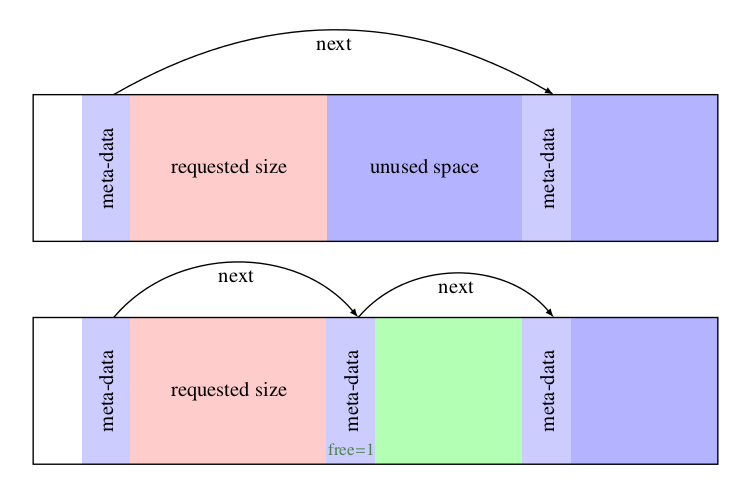 next
meta-data
requested size
unused space
meta-data
next
next
meta-data
requested size
meta-data
free=1
meta-data